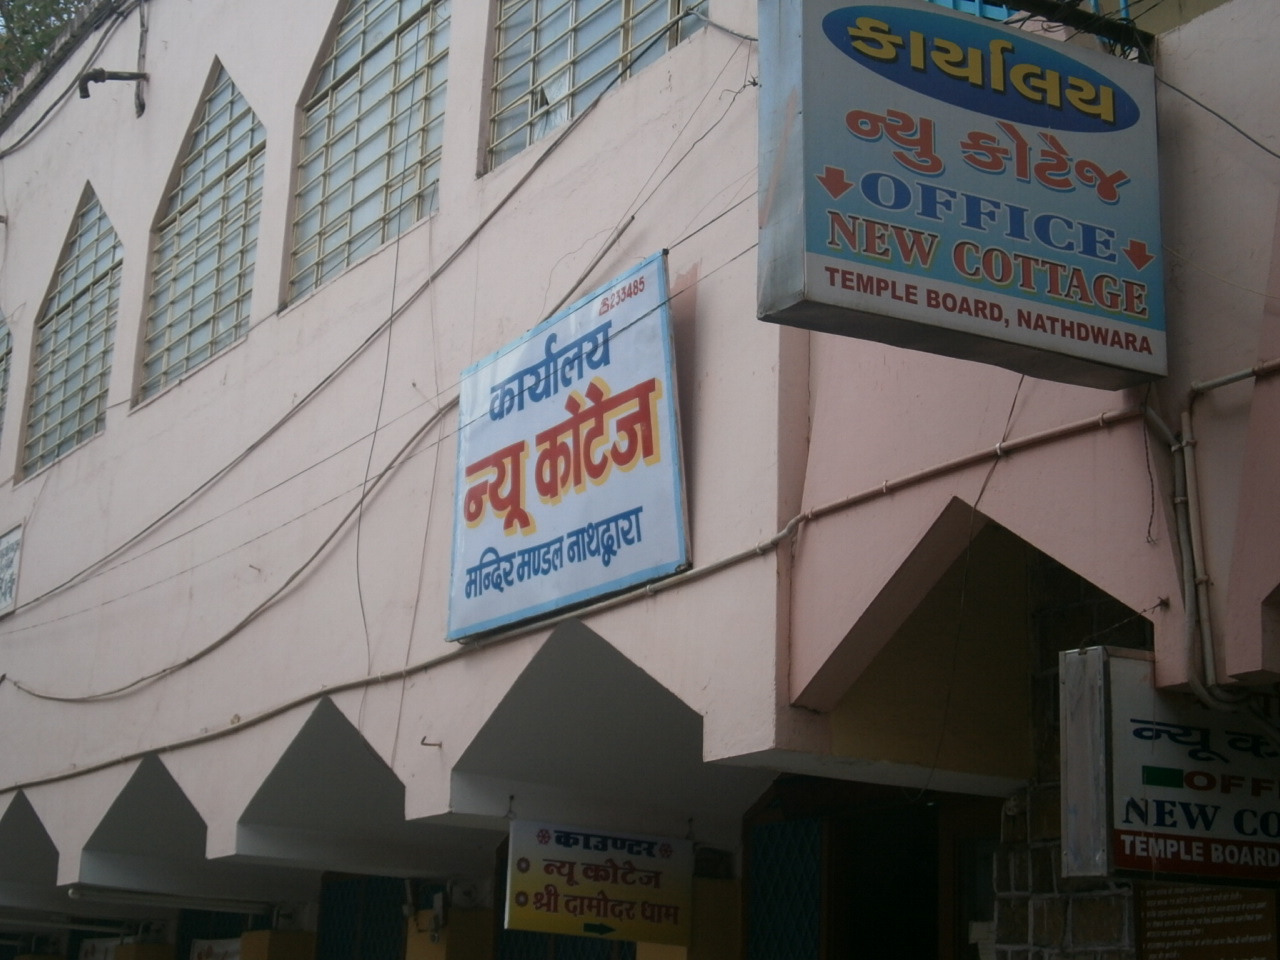 કાર્યાલય
ન્યુ કોટેજ
OFFICE
NEW COTTAGE
TEMPLE BOARD, NATHDWARA
☎233485
कार्यालय
न्यू कोटेज
मन्दिर मण्डल नाथद्वारा
काउण्टर
न्यू कोटेज
श्री दामोदर धाम
न्यू
OFF
NEW CO
TEMPLE BOARD